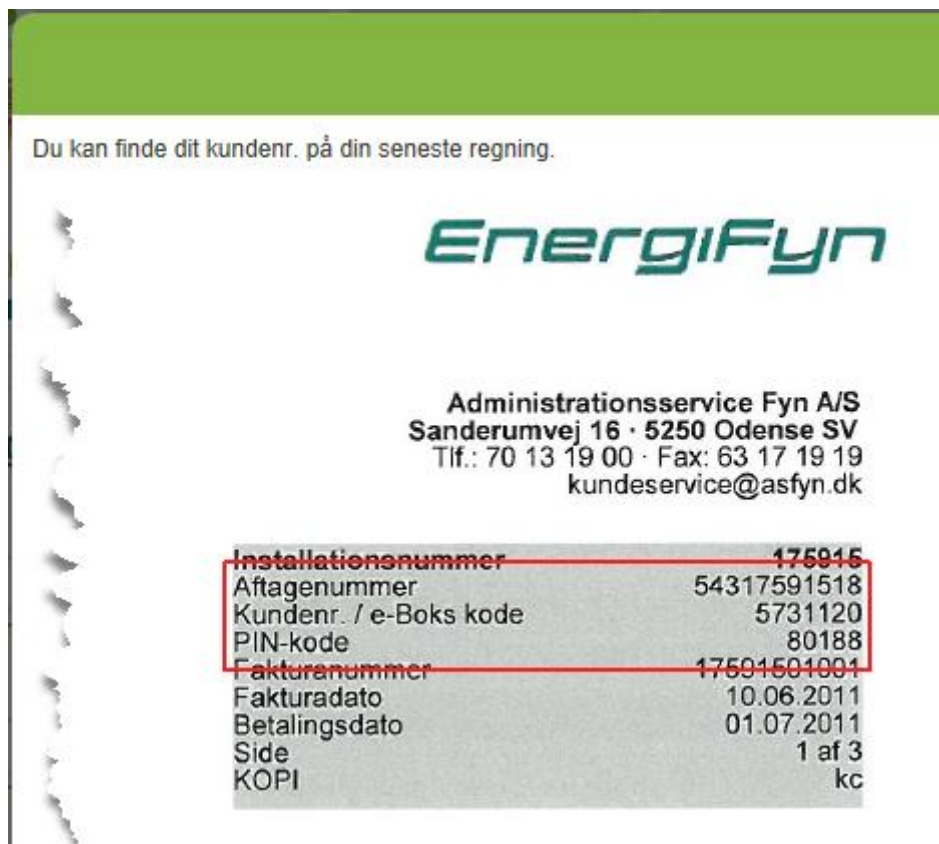 Du kan finde dit kundenr. på din seneste regning.
EnergiFyn
Administrationsservice Fyn A/S
Sanderumvej 16 · 5250 Odense SV
Tlf.: 70 13 19 00 · Fax: 63 17 19 19
kundeservice@asfyn.dk
Installationsnummer 175915
Aftagenummer 54317591518
Kundenr. / e-Boks kode 5731120
PIN-kode 80188
Fakturanummer 17591501001
Fakturadato 10.06.2011
Betalingsdato 01.07.2011
Side 1 af 3
KOPI kc